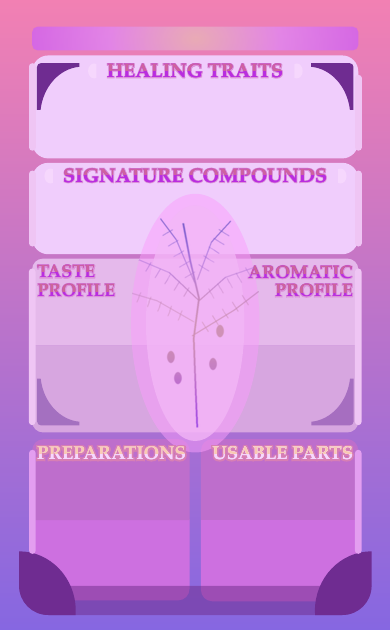 HEALING TRAITS
SIGNATURE COMPOUNDS
TASTE
PROFILE
AROMATIC
PROFILE
PREPARATIONS
USABLE PARTS